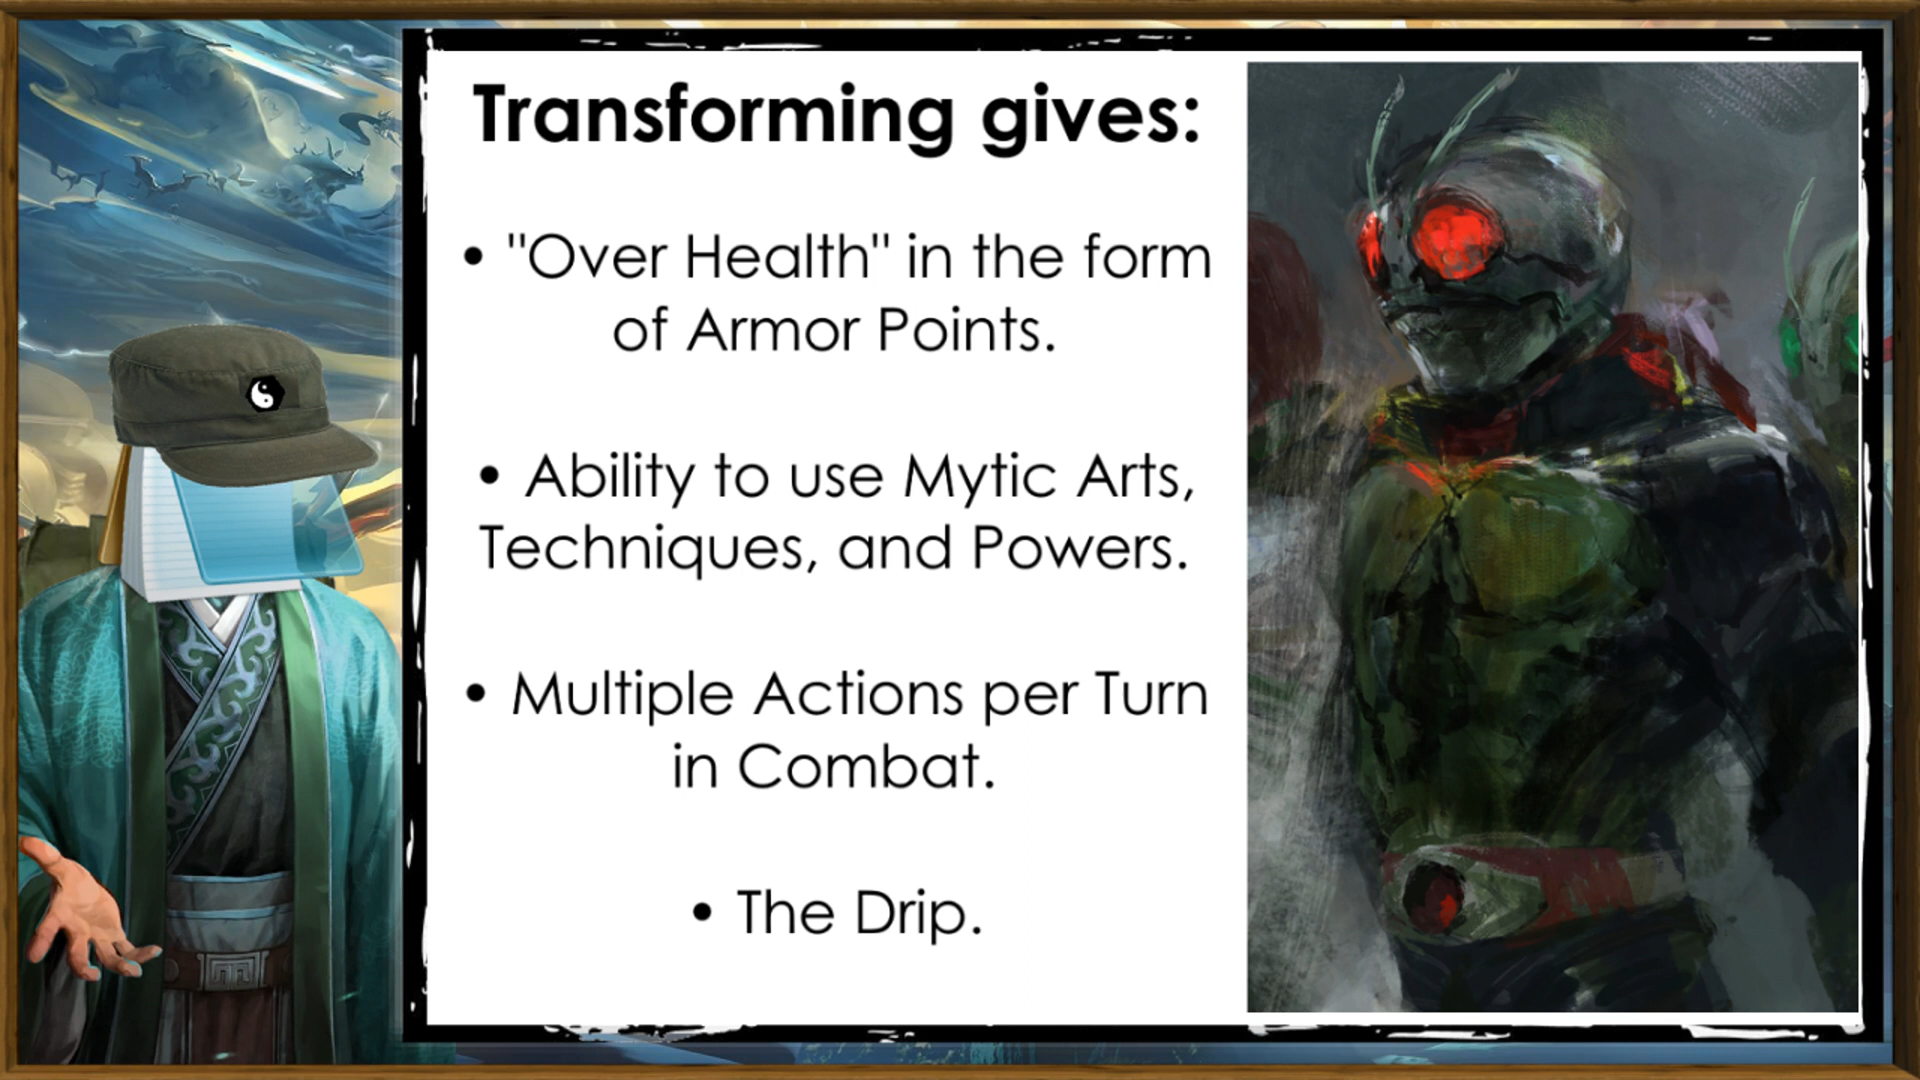 Transforming gives:
• "Over Health" in the form
of Armor Points.
• Ability to use Mytic Arts,
Techniques, and Powers.
• Multiple Actions per Turn
in Combat.
• The Drip.